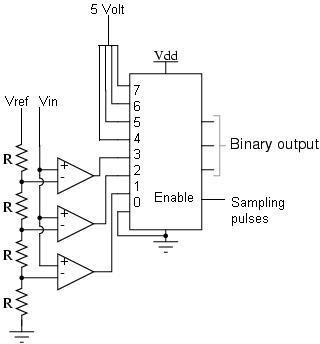 5 Volt
Vdd
Vref Vin
7
6
5
4
3
2
1
0
Binary output
Enable
Sampling
pulses
R
R
R
R
+
-
+
-
+
-